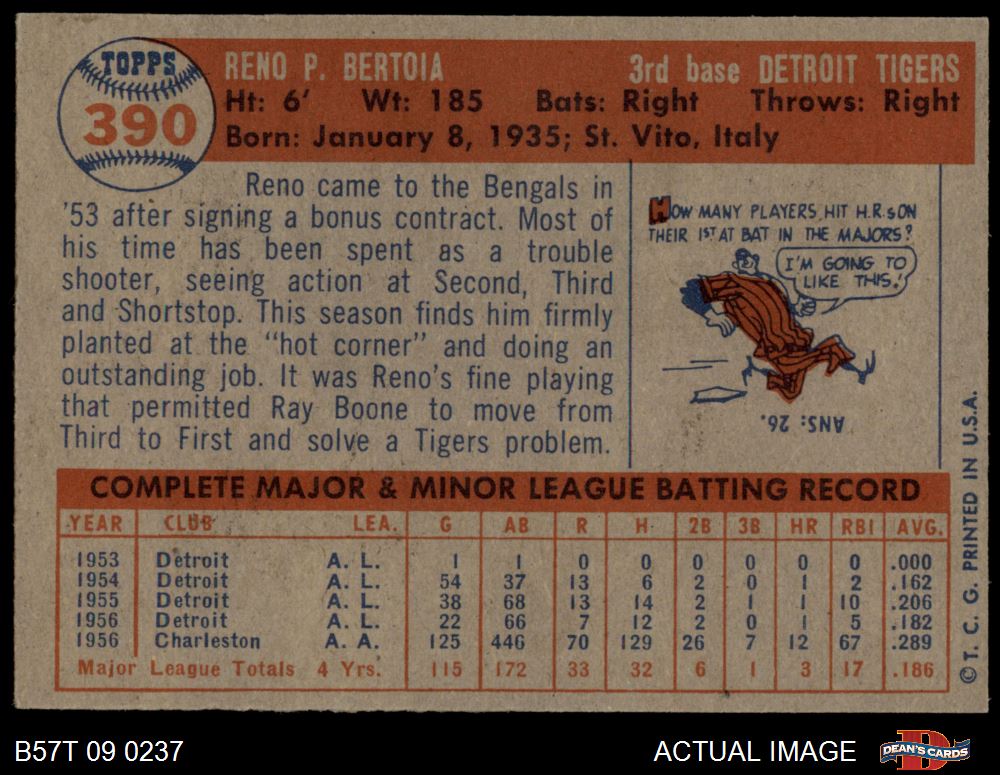 TOPPS
390
RENO P. BERTOIA 3rd base DETROIT TIGERS
Ht: 6' Wt: 185 Bats: Right Throws: Right
Born: January 8, 1935; St. Vito, Italy
Reno came to the Bengals in
'53 after signing a bonus contract. Most of
his time has been spent as a trouble
shooter, seeing action at Second, Third
and Shortstop. This season finds him firmly
planted at the "hot corner" and doing an
outstanding job. It was Reno's fine playing
that permitted Ray Boone to move from
Third to First and solve a Tigers problem.
HOW MANY PLAYERS HIT H.R.s ON
THEIR 1ST AT BAT IN THE MAJORS?
I'M GOING TO
LIKE THIS!
ANS: 26.
COMPLETE MAJOR & MINOR LEAGUE BATTING RECORD
YEAR CLUB LEA. G AB R H 2B 3B HR RBI AVG.
1953 Detroit A. L. 1 1 0 0 0 0 0 0 .000
1954 Detroit A. L. 54 37 13 6 2 0 1 2 .162
1955 Detroit A. L. 38 68 13 14 2 1 1 10 .206
1956 Detroit A. L. 22 66 7 12 2 0 1 5 .182
1956 Charleston A. A. 125 446 70 129 26 7 12 67 .289
Major League Totals 4 Yrs. 115 172 33 32 6 1 3 17 .186
© T. C. G. PRINTED IN U.S.A.
B57T 09 0237 ACTUAL IMAGE
D
DEAN'S CARDS